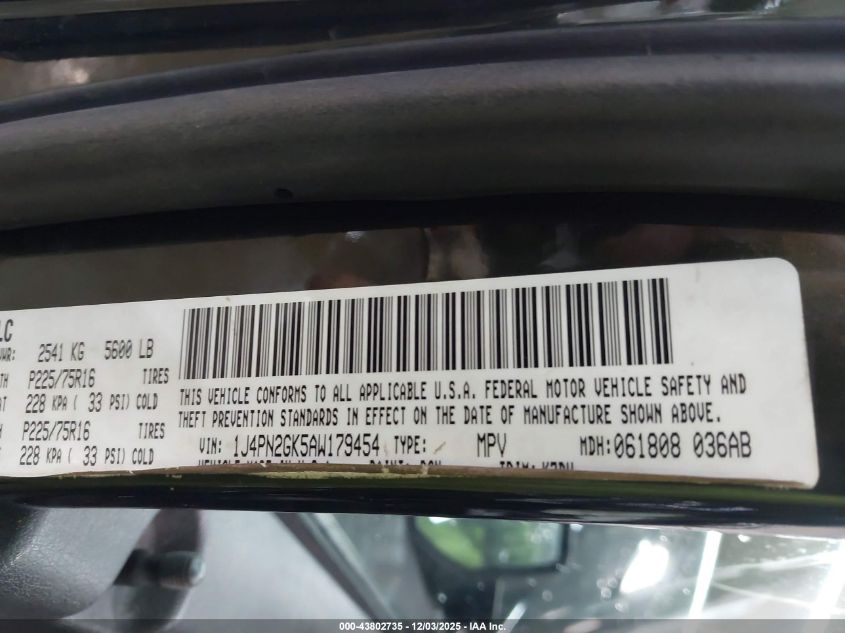 LC
WR: 2541 KG 5600 LB
TH P225/75R16 TIRES
AT 228 KPA ( 33 PSI) COLD
H P225/75R16 TIRES
228 KPA ( 33 PSI) COLD
THIS VEHICLE CONFORMS TO ALL APPLICABLE U.S.A. FEDERAL MOTOR VEHICLE SAFETY AND
THEFT PREVENTION STANDARDS IN EFFECT ON THE DATE OF MANUFACTURE SHOWN ABOVE.
VIN: 1J4PN2GK5AW179454 TYPE: MPV MDH: 061808 036AB
000-43802735 - 12/03/2025 - IAA Inc.